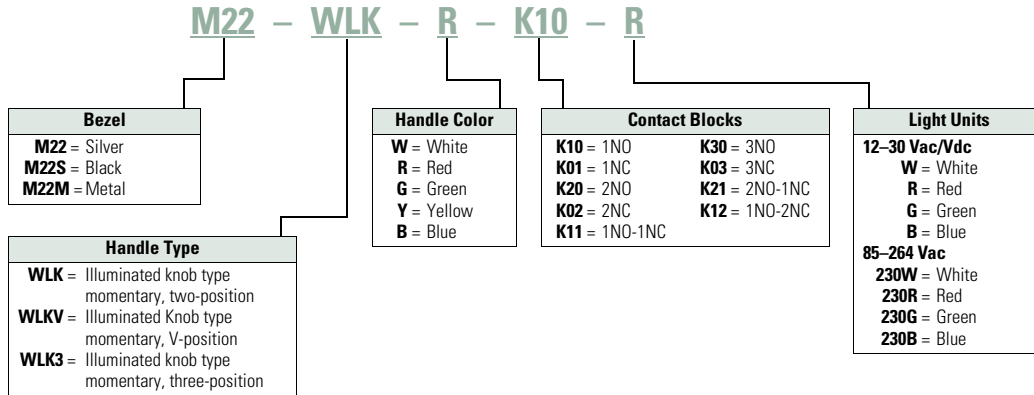 M22 – WLK – R – K10 – R
Bezel
M22 = Silver
M22S = Black
M22M = Metal
Handle Type
WLK = Illuminated knob type
momentary, two-position
WLKV = Illuminated Knob type
momentary, V-position
WLK3 = Illuminated knob type
momentary, three-position
Handle Color
W = White
R = Red
G = Green
Y = Yellow
B = Blue
Contact Blocks
K10 = 1NO K30 = 3NO
K01 = 1NC K03 = 3NC
K20 = 2NO K21 = 2NO-1NC
K02 = 2NC K12 = 1NO-2NC
K11 = 1NO-1NC
Light Units
12–30 Vac/Vdc
W = White
R = Red
G = Green
B = Blue
85–264 Vac
230W = White
230R = Red
230G = Green
230B = Blue